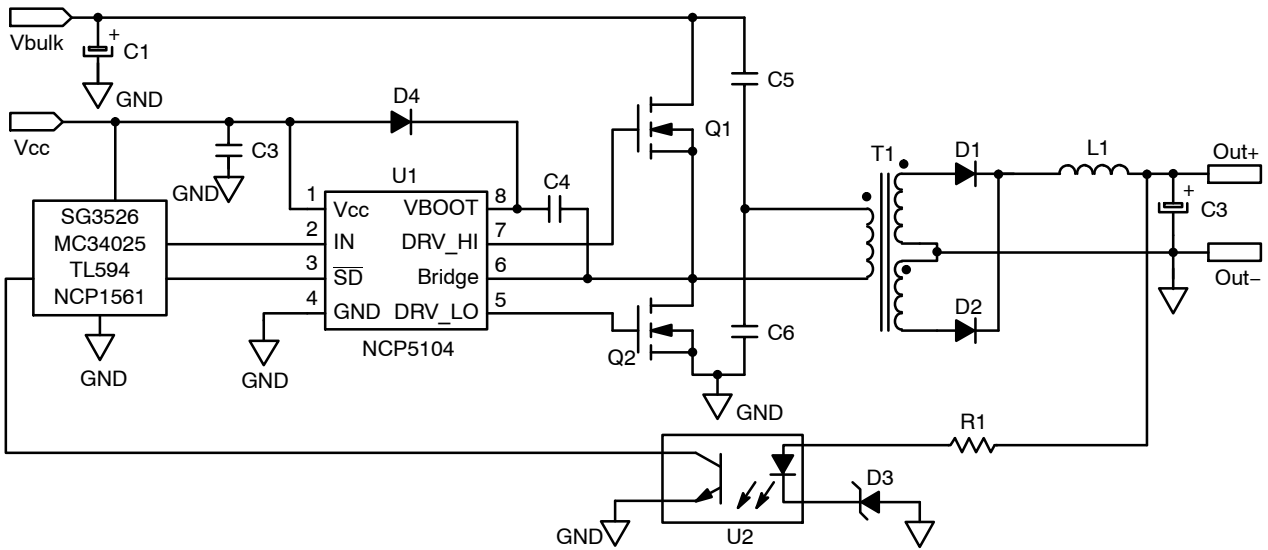 Vbulk
+
C1
GND
C5
D4
Q1
Vcc
C3
GND
T1
D1
L1
Out+
U1
C4
+
C3
SG3526
MC34025
TL594
NCP1561
1
2
3
4
Vcc
IN
SD
GND
VBOOT
DRV_HI
Bridge
DRV_LO
8
7
6
5
NCP5104
Out−
D2
C6
Q2
GND
GND
GND
R1
D3
GND
U2